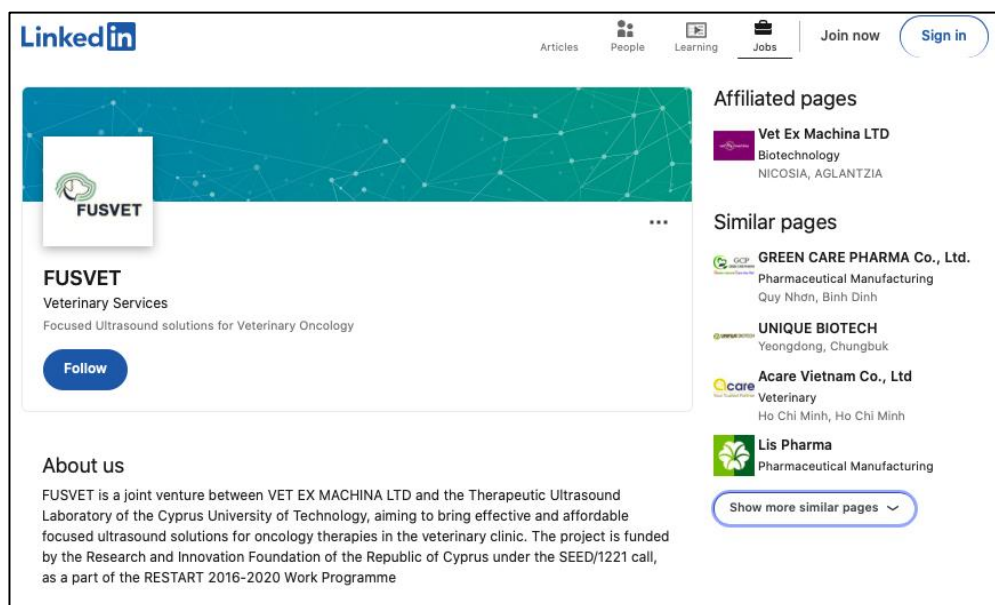 Linked in
Articles
People
Learning
Jobs
Join now
Sign in
FUSVET
FUSVET
Veterinary Services
Focused Ultrasound solutions for Veterinary Oncology
Follow
About us
FUSVET is a joint venture between VET EX MACHINA LTD and the Therapeutic Ultrasound
Laboratory of the Cyprus University of Technology, aiming to bring effective and affordable
focused ultrasound solutions for oncology therapies in the veterinary clinic. The project is funded
by the Research and Innovation Foundation of the Republic of Cyprus under the SEED/1221 call,
as a part of the RESTART 2016-2020 Work Programme
Affiliated pages
Vet Ex Machina LTD
Biotechnology
NICOSIA, AGLANTZIA
Similar pages
GCP
GREEN CARE PHARMA Co., Ltd.
Pharmaceutical Manufacturing
Quy Nhơn, Binh Dinh
UNIQUE BIOTECH
Yeongdong, Chungbuk
acare
Acare Vietnam Co., Ltd
Veterinary
Ho Chi Minh, Ho Chi Minh
Lis Pharma
Pharmaceutical Manufacturing
Show more similar pages